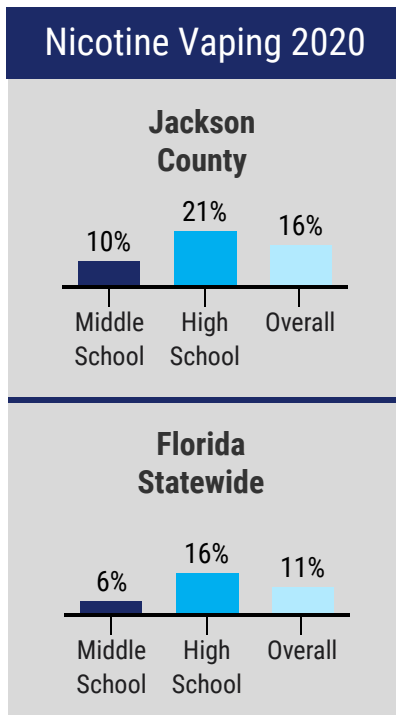 Nicotine Vaping 2020
Jackson
County
10%
21%
16%
Middle
School
High
School
Overall
Florida
Statewide
6%
16%
11%
Middle
School
High
School
Overall